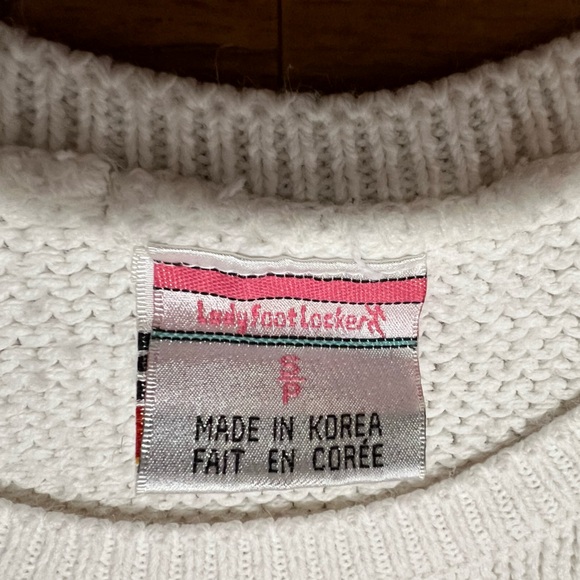 Lady Foot Locker
S/P
MADE IN KOREA
FAIT EN CORÉE